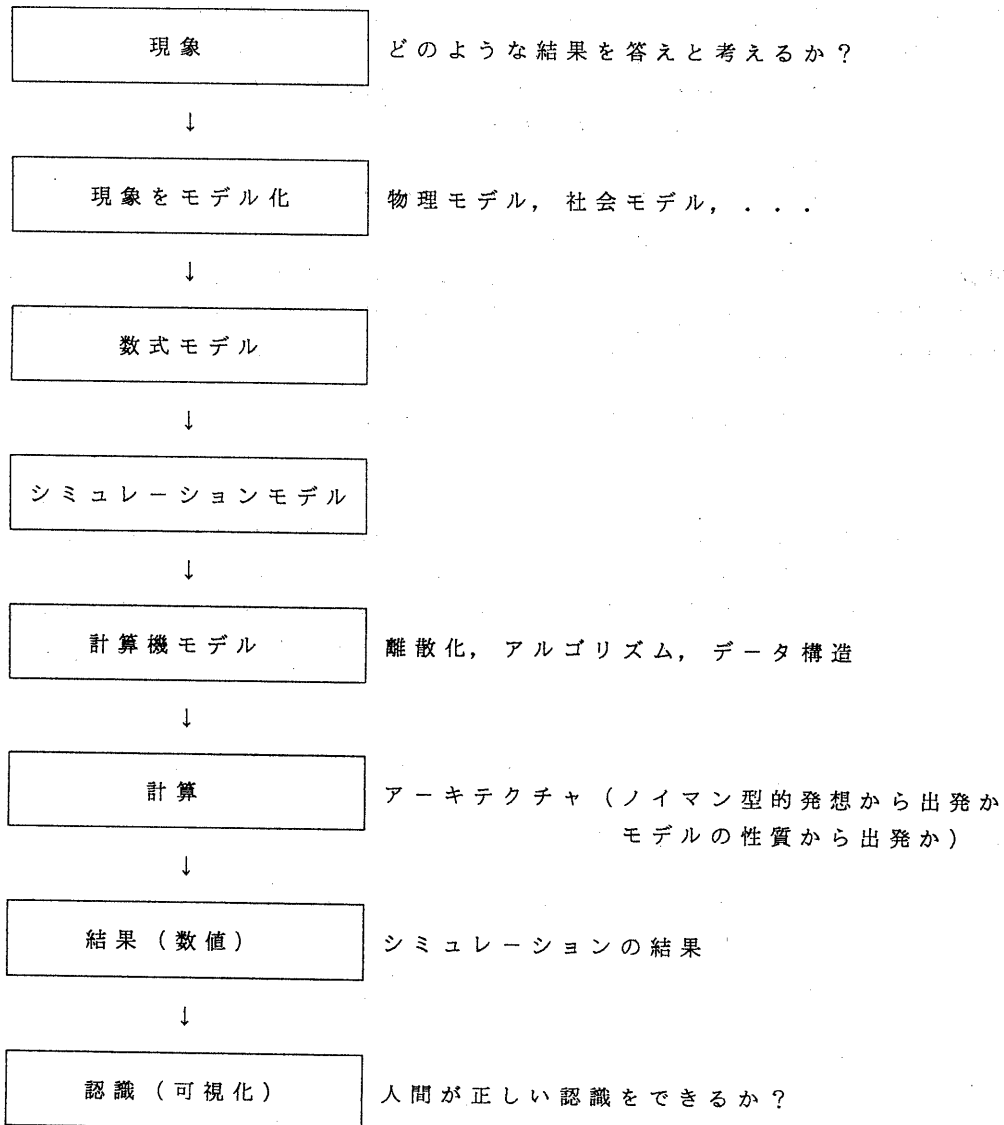 現象 どのような結果を答えと考えるか?
↓
現象をモデル化 物理モデル, 社会モデル, . . .
↓
数式モデル
↓
シミュレーションモデル
↓
計算機モデル 離散化, アルゴリズム, データ構造
↓
計算 アーキテクチャ (ノイマン型的発想から出発か
モデルの性質から出発か)
↓
結果 (数値) シミュレーションの結果
↓
認識 (可視化) 人間が正しい認識をできるか?